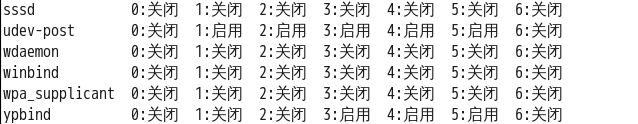 sssd 0:关闭 1:关闭 2:关闭 3:关闭 4:关闭 5:关闭 6:关闭
udev-post 0:关闭 1:启用 2:启用 3:启用 4:启用 5:启用 6:关闭
wdaemon 0:关闭 1:关闭 2:关闭 3:关闭 4:关闭 5:关闭 6:关闭
winbind 0:关闭 1:关闭 2:关闭 3:关闭 4:关闭 5:关闭 6:关闭
wpa_supplicant 0:关闭 1:关闭 2:关闭 3:关闭 4:关闭 5:关闭 6:关闭
ypbind 0:关闭 1:关闭 2:关闭 3:启用 4:启用 5:启用 6:关闭